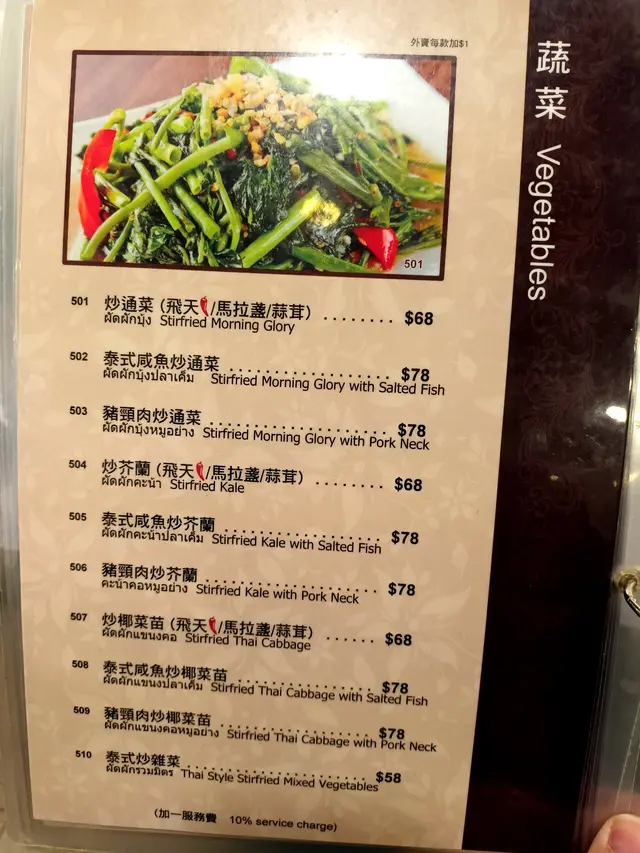 外賣每款加$1
蔬菜 Vegetables
501
501 炒通菜 (飛天/馬拉盞/蒜茸) ........ $68
ผัดผักบุ้ง Stirfried Morning Glory
502 泰式咸魚炒通菜 .................. $78
ผัดผักบุ้งปลาเค็ม Stirfried Morning Glory with Salted Fish
503 豬頸肉炒通菜 .................... $78
ผัดผักบุ้งหมูอย่าง Stirfried Morning Glory with Pork Neck
504 炒芥蘭 (飛天/馬拉盞/蒜茸) ........ $68
ผัดผักคะน้า Stirfried Kale
505 泰式咸魚炒芥蘭 .................. $78
ผัดผักคะน้าปลาเค็ม Stirfried Kale with Salted Fish
506 豬頸肉炒芥蘭 .................... $78
คะน้าคอหมูอย่าง Stirfried Kale with Pork Neck
507 炒椰菜苗 (飛天/馬拉盞/蒜茸) ...... $68
ผัดผักแขนงคอ Stirfried Thai Cabbage
508 泰式咸魚炒椰菜苗 ................ $78
ผัดผักแขนงปลาเค็ม Stirfried Thai Cabbage with Salted Fish
509 豬頸肉炒椰菜苗 .................. $78
ผัดผักแขนงคอหมูอย่าง Stirfried Thai Cabbage with Pork Neck
510 泰式炒雜菜 ...................... $58
ผัดผักรวมมิตร Thai Style Stirfried Mixed Vegetables
(加一服務費 10% service charge)